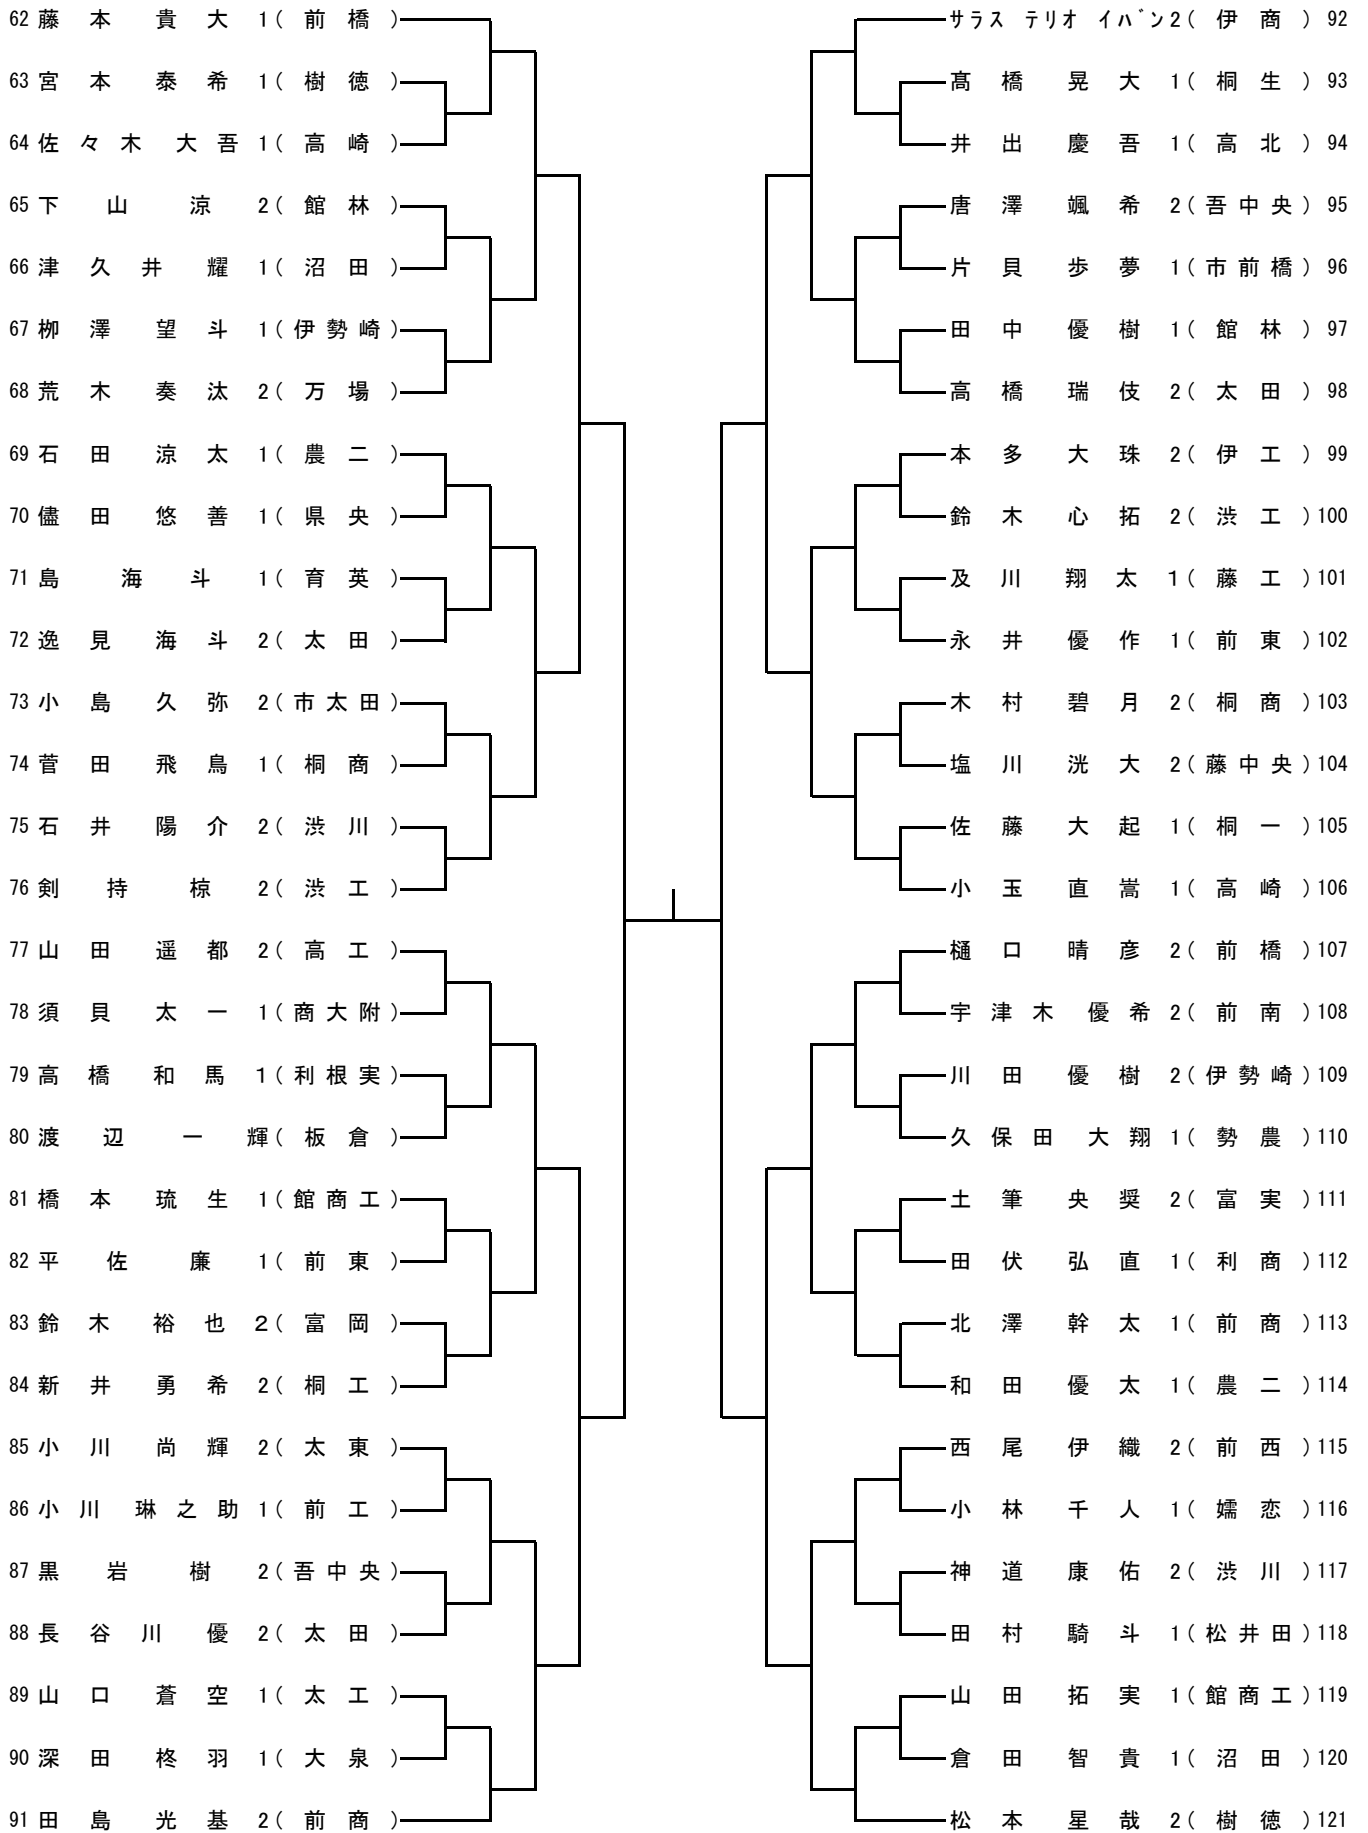 62 藤本貴大 1(前橋)
63 宮本泰希 1(樹徳)
64 佐々木大吾 1(高崎)
65 下山涼 2(館林)
66 津久井耀 1(沼田)
67 栁澤望斗 1(伊勢崎)
68 荒木奏汰 2(万場)
69 石田涼太 1(農二)
70 儘田悠善 1(県央)
71 島海斗 1(育英)
72 逸見海斗 2(太田)
73 小島久弥 2(市太田)
74 菅田飛鳥 1(桐商)
75 石井陽介 2(渋川)
76 剣持椋 2(渋工)
77 山田遥都 2(高工)
78 須貝太一 1(商大附)
79 高橋和馬 1(利根実)
80 渡辺一輝(板倉)
81 橋本琉生 1(館商工)
82 平佐廉 1(前東)
83 鈴木裕也 2(富岡)
84 新井勇希 2(桐工)
85 小川尚輝 2(太東)
86 小川琳之助 1(前工)
87 黒岩樹 2(吾中央)
88 長谷川優 2(太田)
89 山口蒼空 1(太工)
90 深田柊羽 1(大泉)
91 田島光基 2(前商)
サラス テリオ イバン 2(伊商) 92
髙橋晃大 1(桐生) 93
井出慶吾 1(高北) 94
唐澤颯希 2(吾中央) 95
片貝歩夢 1(市前橋) 96
田中優樹 1(館林) 97
高橋瑞伎 2(太田) 98
本多大珠 2(伊工) 99
鈴木心拓 2(渋工) 100
及川翔太 1(藤工) 101
永井優作 1(前東) 102
木村碧月 2(桐商) 103
塩川洸大 2(藤中央) 104
佐藤大起 1(桐一) 105
小玉直嵩 1(高崎) 106
樋口晴彦 2(前橋) 107
宇津木優希 2(前南) 108
川田優樹 2(伊勢崎) 109
久保田大翔 1(勢農) 110
土筆央奨 2(富実) 111
田伏弘直 1(利商) 112
北澤幹太 1(前商) 113
和田優太 1(農二) 114
西尾伊織 2(前西) 115
小林千人 1(嬬恋) 116
神道康佑 2(渋川) 117
田村騎斗 1(松井田) 118
山田拓実 1(館商工) 119
倉田智貴 1(沼田) 120
松本星哉 2(樹徳) 121